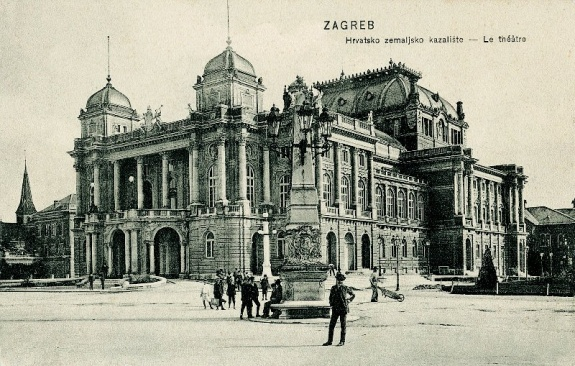 ZAGREB
Hrvatsko zemaljsko kazalište — Le théâtre